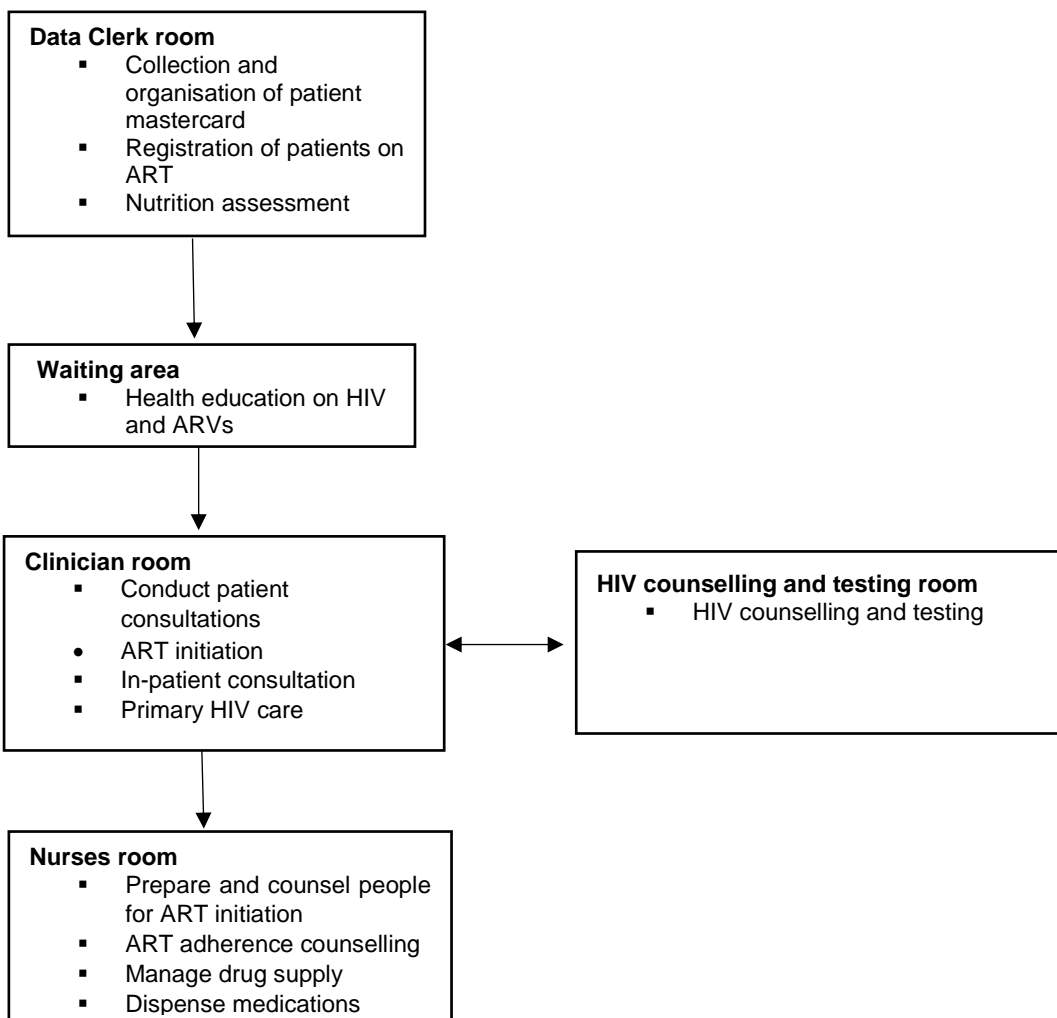 Data Clerk room
▪ Collection and
organisation of patient
mastercard
▪ Registration of patients on
ART
▪ Nutrition assessment
Waiting area
▪ Health education on HIV
and ARVs
Clinician room
▪ Conduct patient
consultations
• ART initiation
▪ In-patient consultation
▪ Primary HIV care
HIV counselling and testing room
▪ HIV counselling and testing
Nurses room
▪ Prepare and counsel people
for ART initiation
▪ ART adherence counselling
▪ Manage drug supply
▪ Dispense medications